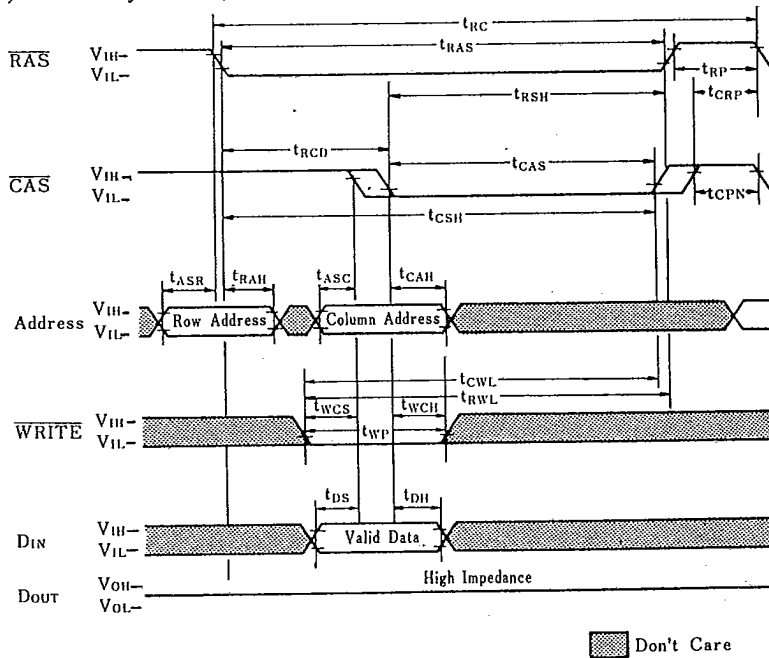 tRC
RAS VIH– VIL–
tRAS
tRP
tRSH
tCRP
tRCD
CAS VIH– VIL–
tCAS
tCPN
tCSH
tASR tRAH tASC tCAH
Address VIH– VIL– Row Address Column Address
tCWL
tRWL
tWCS tWCH
WRITE VIH– VIL–
tWP
tDS tDH
DIN VIH– VIL– Valid Data
High Impedance
DOUT VOH– VOL–
Don't Care